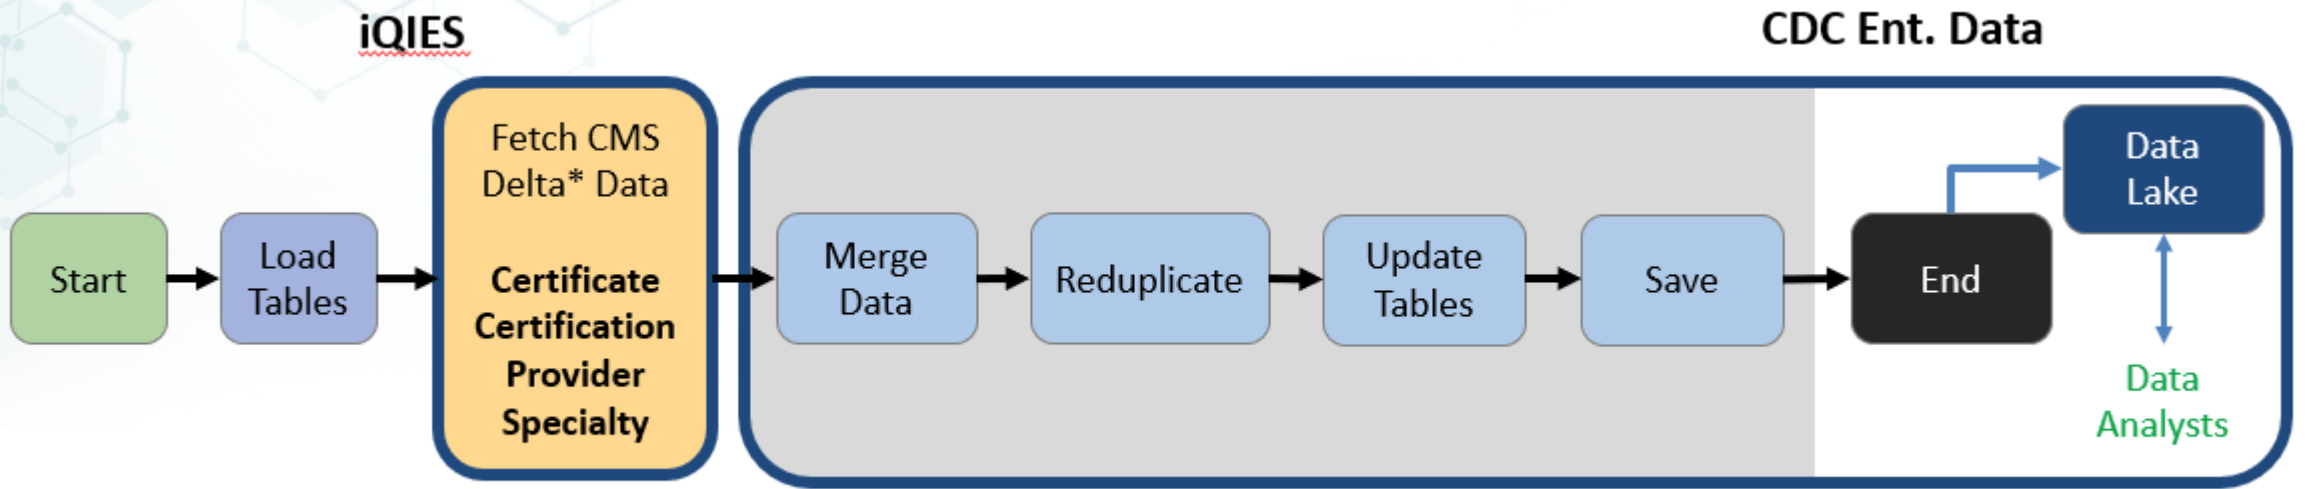 iQIES
CDC Ent. Data
Start
Load
Tables
Fetch CMS
Delta* Data
Certificate
Certification
Provider
Specialty
Merge
Data
Reduplicate
Update
Tables
Save
End
Data
Lake
Data
Analysts